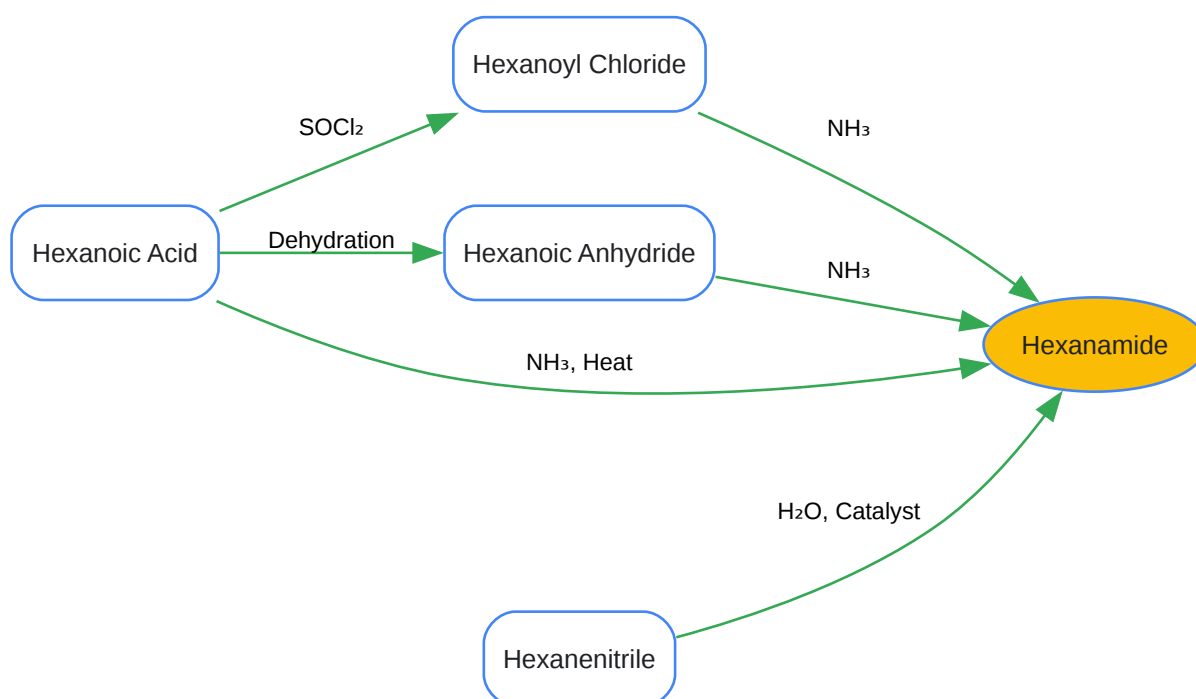 Hexanoyl Chloride
SOCl₂
NH₃
Hexanoic Acid
Dehydration
Hexanoic Anhydride
NH₃
Hexanamide
NH₃, Heat
H₂O, Catalyst
Hexanenitrile